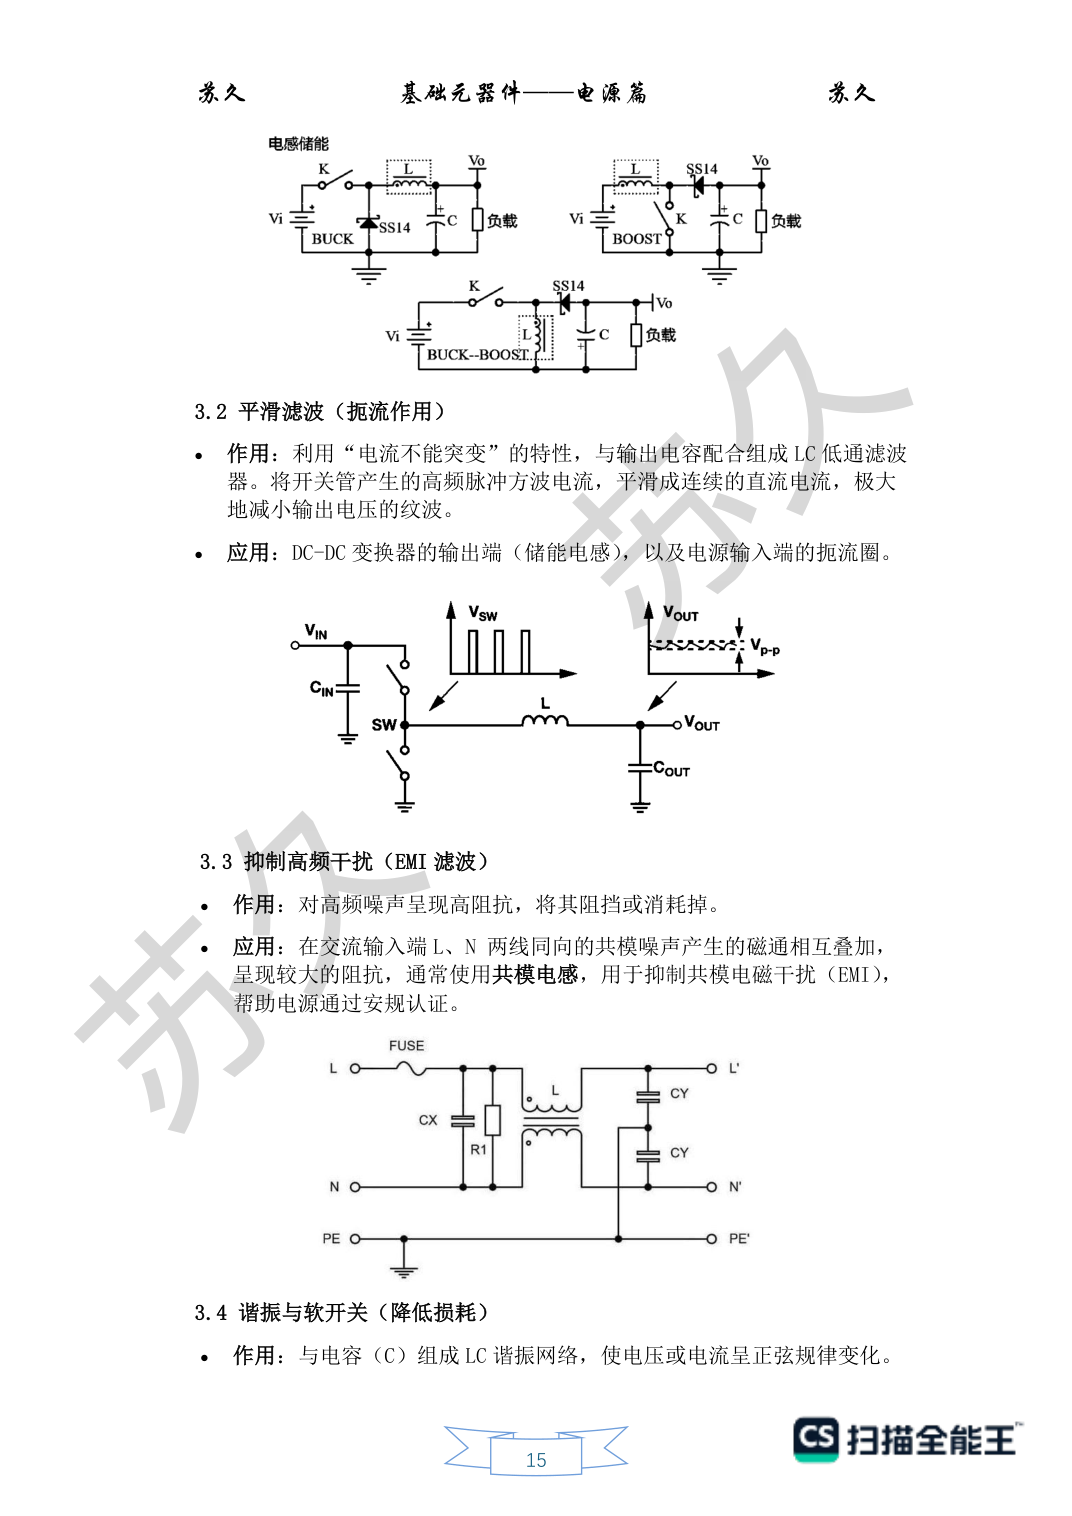 苏久 基础元器件——电源篇 苏久
电感储能
K L Vo
Vi SS14 + C 负载
BUCK
L SS14 Vo
Vi K + C 负载
BOOST
K SS14
Vo
Vi L C 负载
+
BUCK--BOOST
3.2 平滑滤波（扼流作用）
• 作用：利用“电流不能突变”的特性，与输出电容配合组成 LC 低通滤波
器。将开关管产生的高频脉冲方波电流，平滑成连续的直流电流，极大
地减小输出电压的纹波。
• 应用：DC-DC 变换器的输出端（储能电感），以及电源输入端的扼流圈。
VSW VOUT
VIN
Vp-p
CIN
L
SW VOUT
COUT
3.3 抑制高频干扰（EMI 滤波）
• 作用：对高频噪声呈现高阻抗，将其阻挡或消耗掉。
• 应用：在交流输入端 L、N 两线同向的共模噪声产生的磁通相互叠加，
呈现较大的阻抗，通常使用共模电感，用于抑制共模电磁干扰（EMI），
帮助电源通过安规认证。
FUSE
L L'
L CY
CX
R1 CY
N N'
PE PE'
3.4 谐振与软开关（降低损耗）
• 作用：与电容（C）组成 LC 谐振网络，使电压或电流呈正弦规律变化。
15
CS 扫描全能王™
苏久
苏久